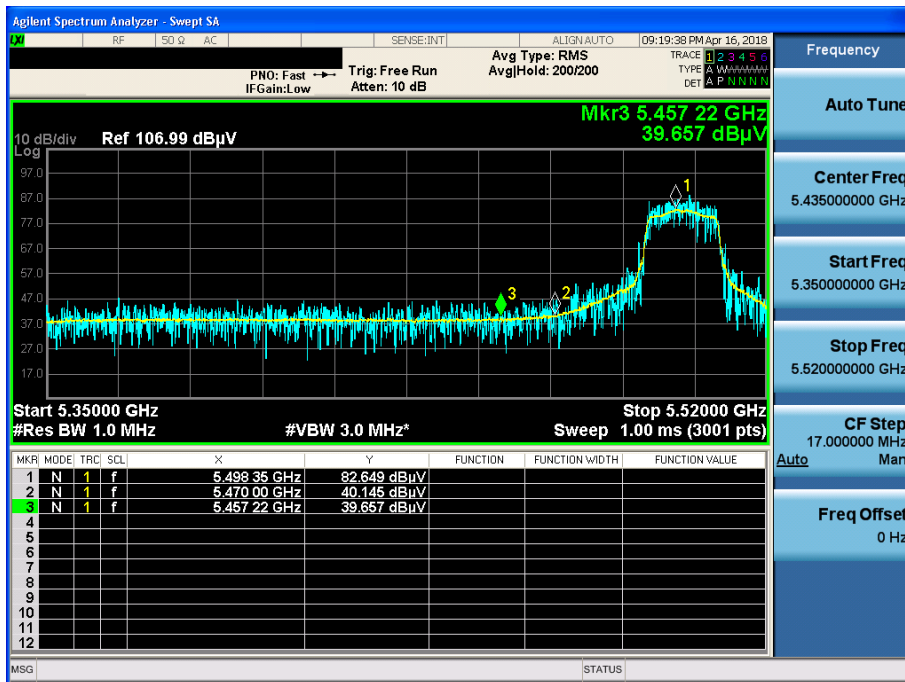 Agilent Spectrum Analyzer - Swept SA
LXI RF 50 Ω AC SENSE:INT ALIGN AUTO 09:19:38 PM Apr 16, 2018
PNO: Fast
IFGain:Low
Trig: Free Run
Atten: 10 dB
Avg Type: RMS
Avg|Hold: 200/200
TRACE 1 2 3 4 5 6
TYPE A WWWWWW
DET A P N N N N
Mkr3 5.457 22 GHz
39.657 dBµV
10 dB/div Ref 106.99 dBµV
Log
97.0
87.0
77.0
67.0
57.0
47.0
37.0
27.0
17.0
1
2
3
Start 5.35000 GHz Stop 5.52000 GHz
#Res BW 1.0 MHz #VBW 3.0 MHz* Sweep 1.00 ms (3001 pts)
MKR MODE TRC SCL X Y FUNCTION FUNCTION WIDTH FUNCTION VALUE
1 N 1 f 5.498 35 GHz 82.649 dBµV
2 N 1 f 5.470 00 GHz 40.145 dBµV
3 N 1 f 5.457 22 GHz 39.657 dBµV
4
5
6
7
8
9
10
11
12
MSG STATUS
Frequency
Auto Tune
Center Freq
5.435000000 GHz
Start Freq
5.350000000 GHz
Stop Freq
5.520000000 GHz
CF Step
17.000000 MHz
Auto Man
Freq Offset
0 Hz